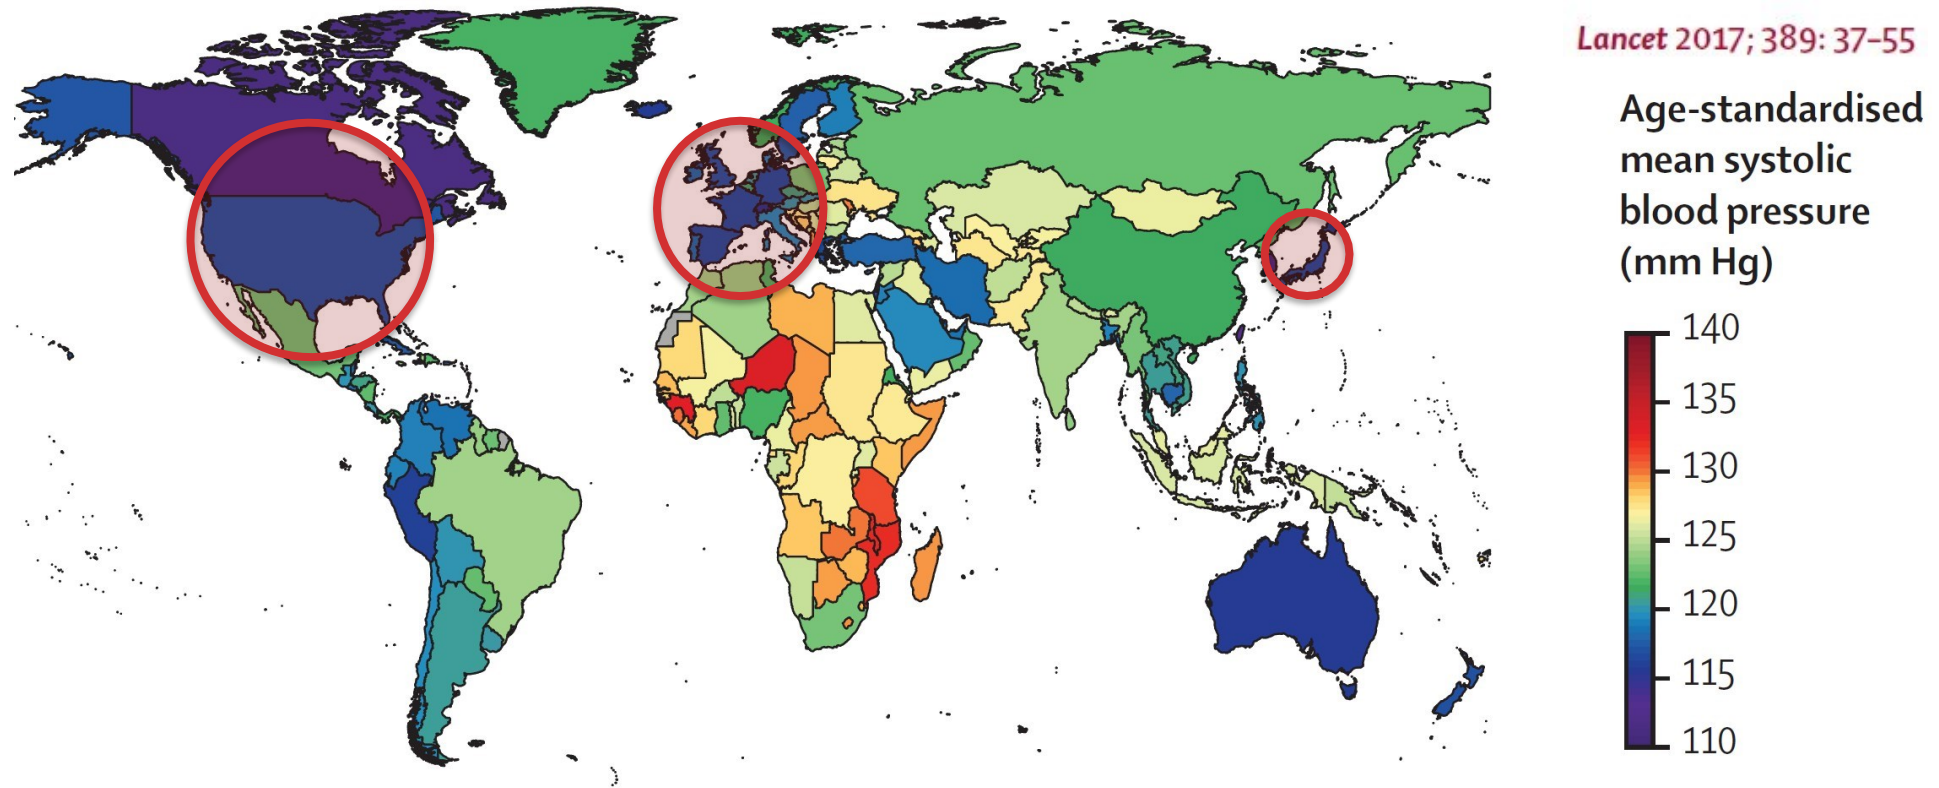 Lancet 2017; 389: 37–55
Age-standardised
mean systolic
blood pressure
(mm Hg)
140
135
130
125
120
115
110